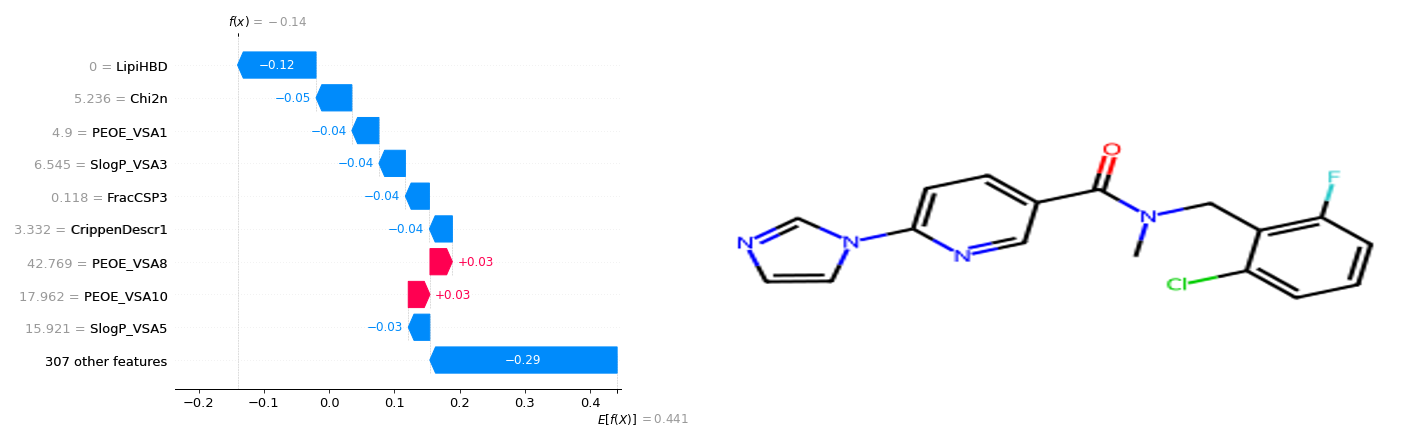 f(x) = −0.14
0 = LipiHBD
−0.12
5.236 = Chi2n
−0.05
4.9 = PEOE_VSA1
−0.04
6.545 = SlogP_VSA3
−0.04
0.118 = FracCSP3
−0.04
3.332 = CrippenDescr1
−0.04
42.769 = PEOE_VSA8
+0.03
17.962 = PEOE_VSA10
+0.03
15.921 = SlogP_VSA5
−0.03
307 other features
−0.29
−0.2 −0.1 0.0 0.1 0.2 0.3 0.4
E[f(X)] = 0.441
O
F
N
N
N
N
Cl